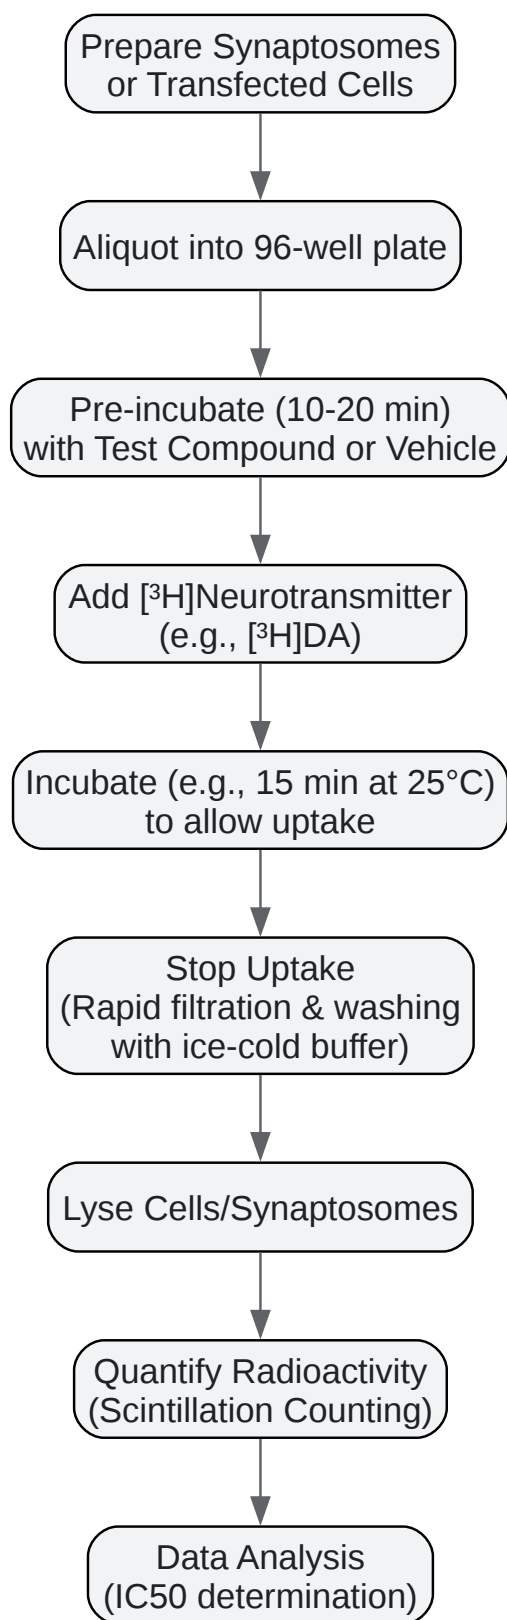 Prepare Synaptosomes
or Transfected Cells
Aliquot into 96-well plate
Pre-incubate (10-20 min)
with Test Compound or Vehicle
Add [³H]Neurotransmitter
(e.g., [³H]DA)
Incubate (e.g., 15 min at 25°C)
to allow uptake
Stop Uptake
(Rapid filtration & washing
with ice-cold buffer)
Lyse Cells/Synaptosomes
Quantify Radioactivity
(Scintillation Counting)
Data Analysis
(IC50 determination)